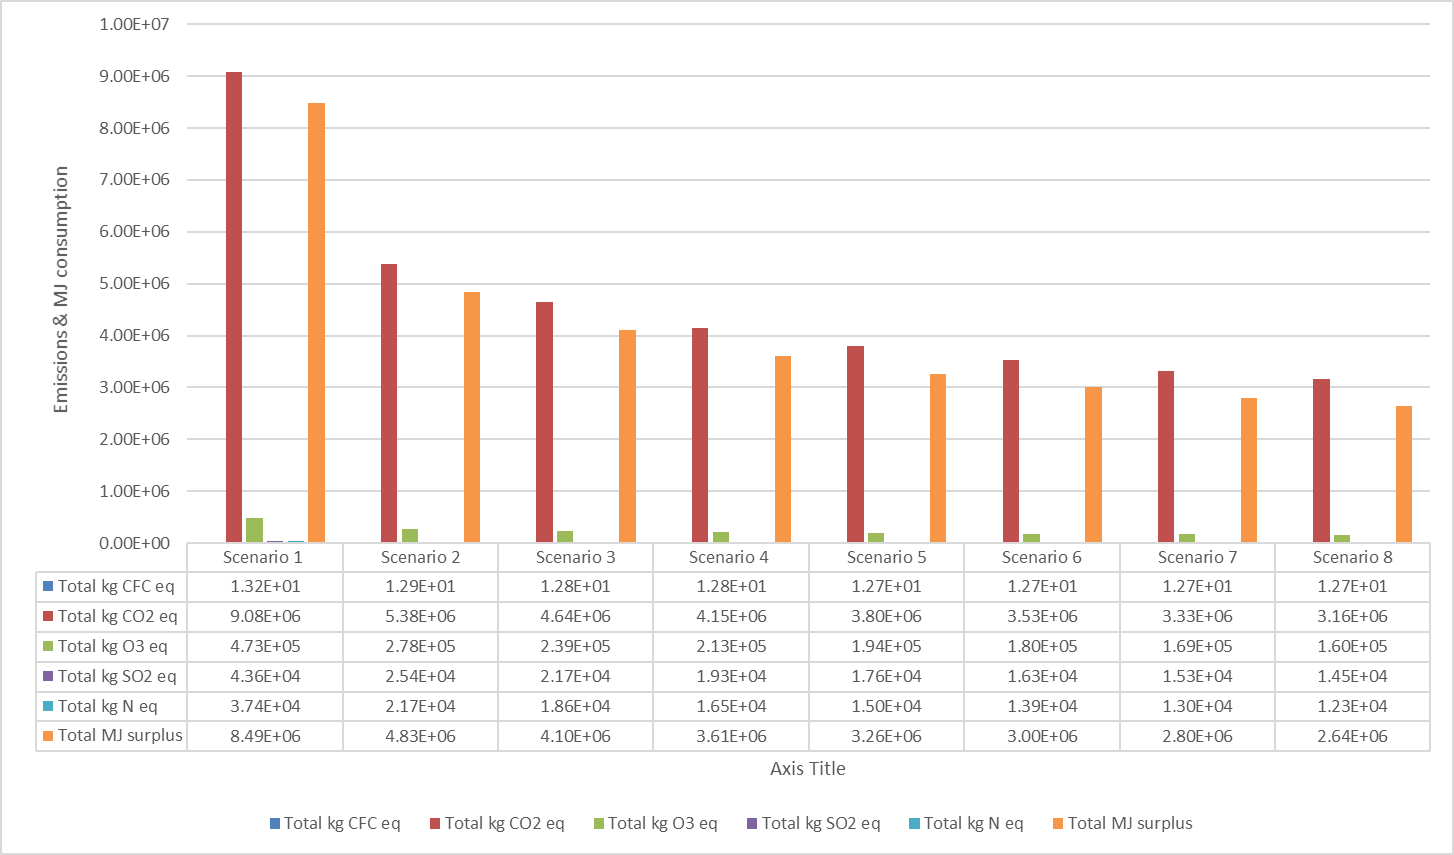 1.00E+07
9.00E+06
8.00E+06
7.00E+06
6.00E+06
5.00E+06
4.00E+06
3.00E+06
2.00E+06
1.00E+06
0.00E+00
Emissions & MJ consumption
Scenario 1 Scenario 2 Scenario 3 Scenario 4 Scenario 5 Scenario 6 Scenario 7 Scenario 8
Total kg CFC eq 1.32E+01 1.29E+01 1.28E+01 1.28E+01 1.27E+01 1.27E+01 1.27E+01 1.27E+01
Total kg CO2 eq 9.08E+06 5.38E+06 4.64E+06 4.15E+06 3.80E+06 3.53E+06 3.33E+06 3.16E+06
Total kg O3 eq 4.73E+05 2.78E+05 2.39E+05 2.13E+05 1.94E+05 1.80E+05 1.69E+05 1.60E+05
Total kg SO2 eq 4.36E+04 2.54E+04 2.17E+04 1.93E+04 1.76E+04 1.63E+04 1.53E+04 1.45E+04
Total kg N eq 3.74E+04 2.17E+04 1.86E+04 1.65E+04 1.50E+04 1.39E+04 1.30E+04 1.23E+04
Total MJ surplus 8.49E+06 4.83E+06 4.10E+06 3.61E+06 3.26E+06 3.00E+06 2.80E+06 2.64E+06
Axis Title
Total kg CFC eq Total kg CO2 eq Total kg O3 eq Total kg SO2 eq Total kg N eq Total MJ surplus